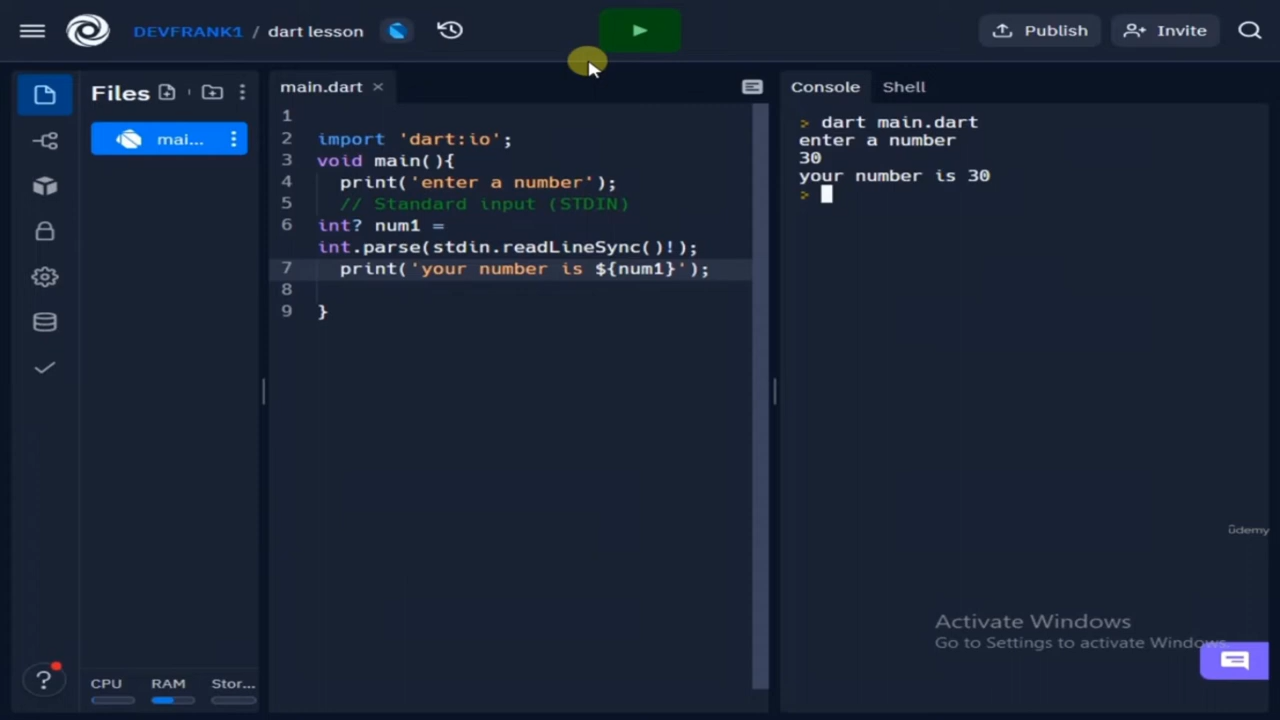 DEVFRANK1 / dart lesson
Publish
Invite
Files
mai...
main.dart
1
2 import 'dart:io';
3 void main(){
4 print('enter a number');
5 // Standard input (STDIN)
6 int? num1 =
int.parse(stdin.readLineSync()!);
7 print('your number is ${num1}');
8
9 }
Console Shell
> dart main.dart
enter a number
30
your number is 30
>
ûdemy
Activate Windows
Go to Settings to activate Windows.
?
CPU RAM Stor...